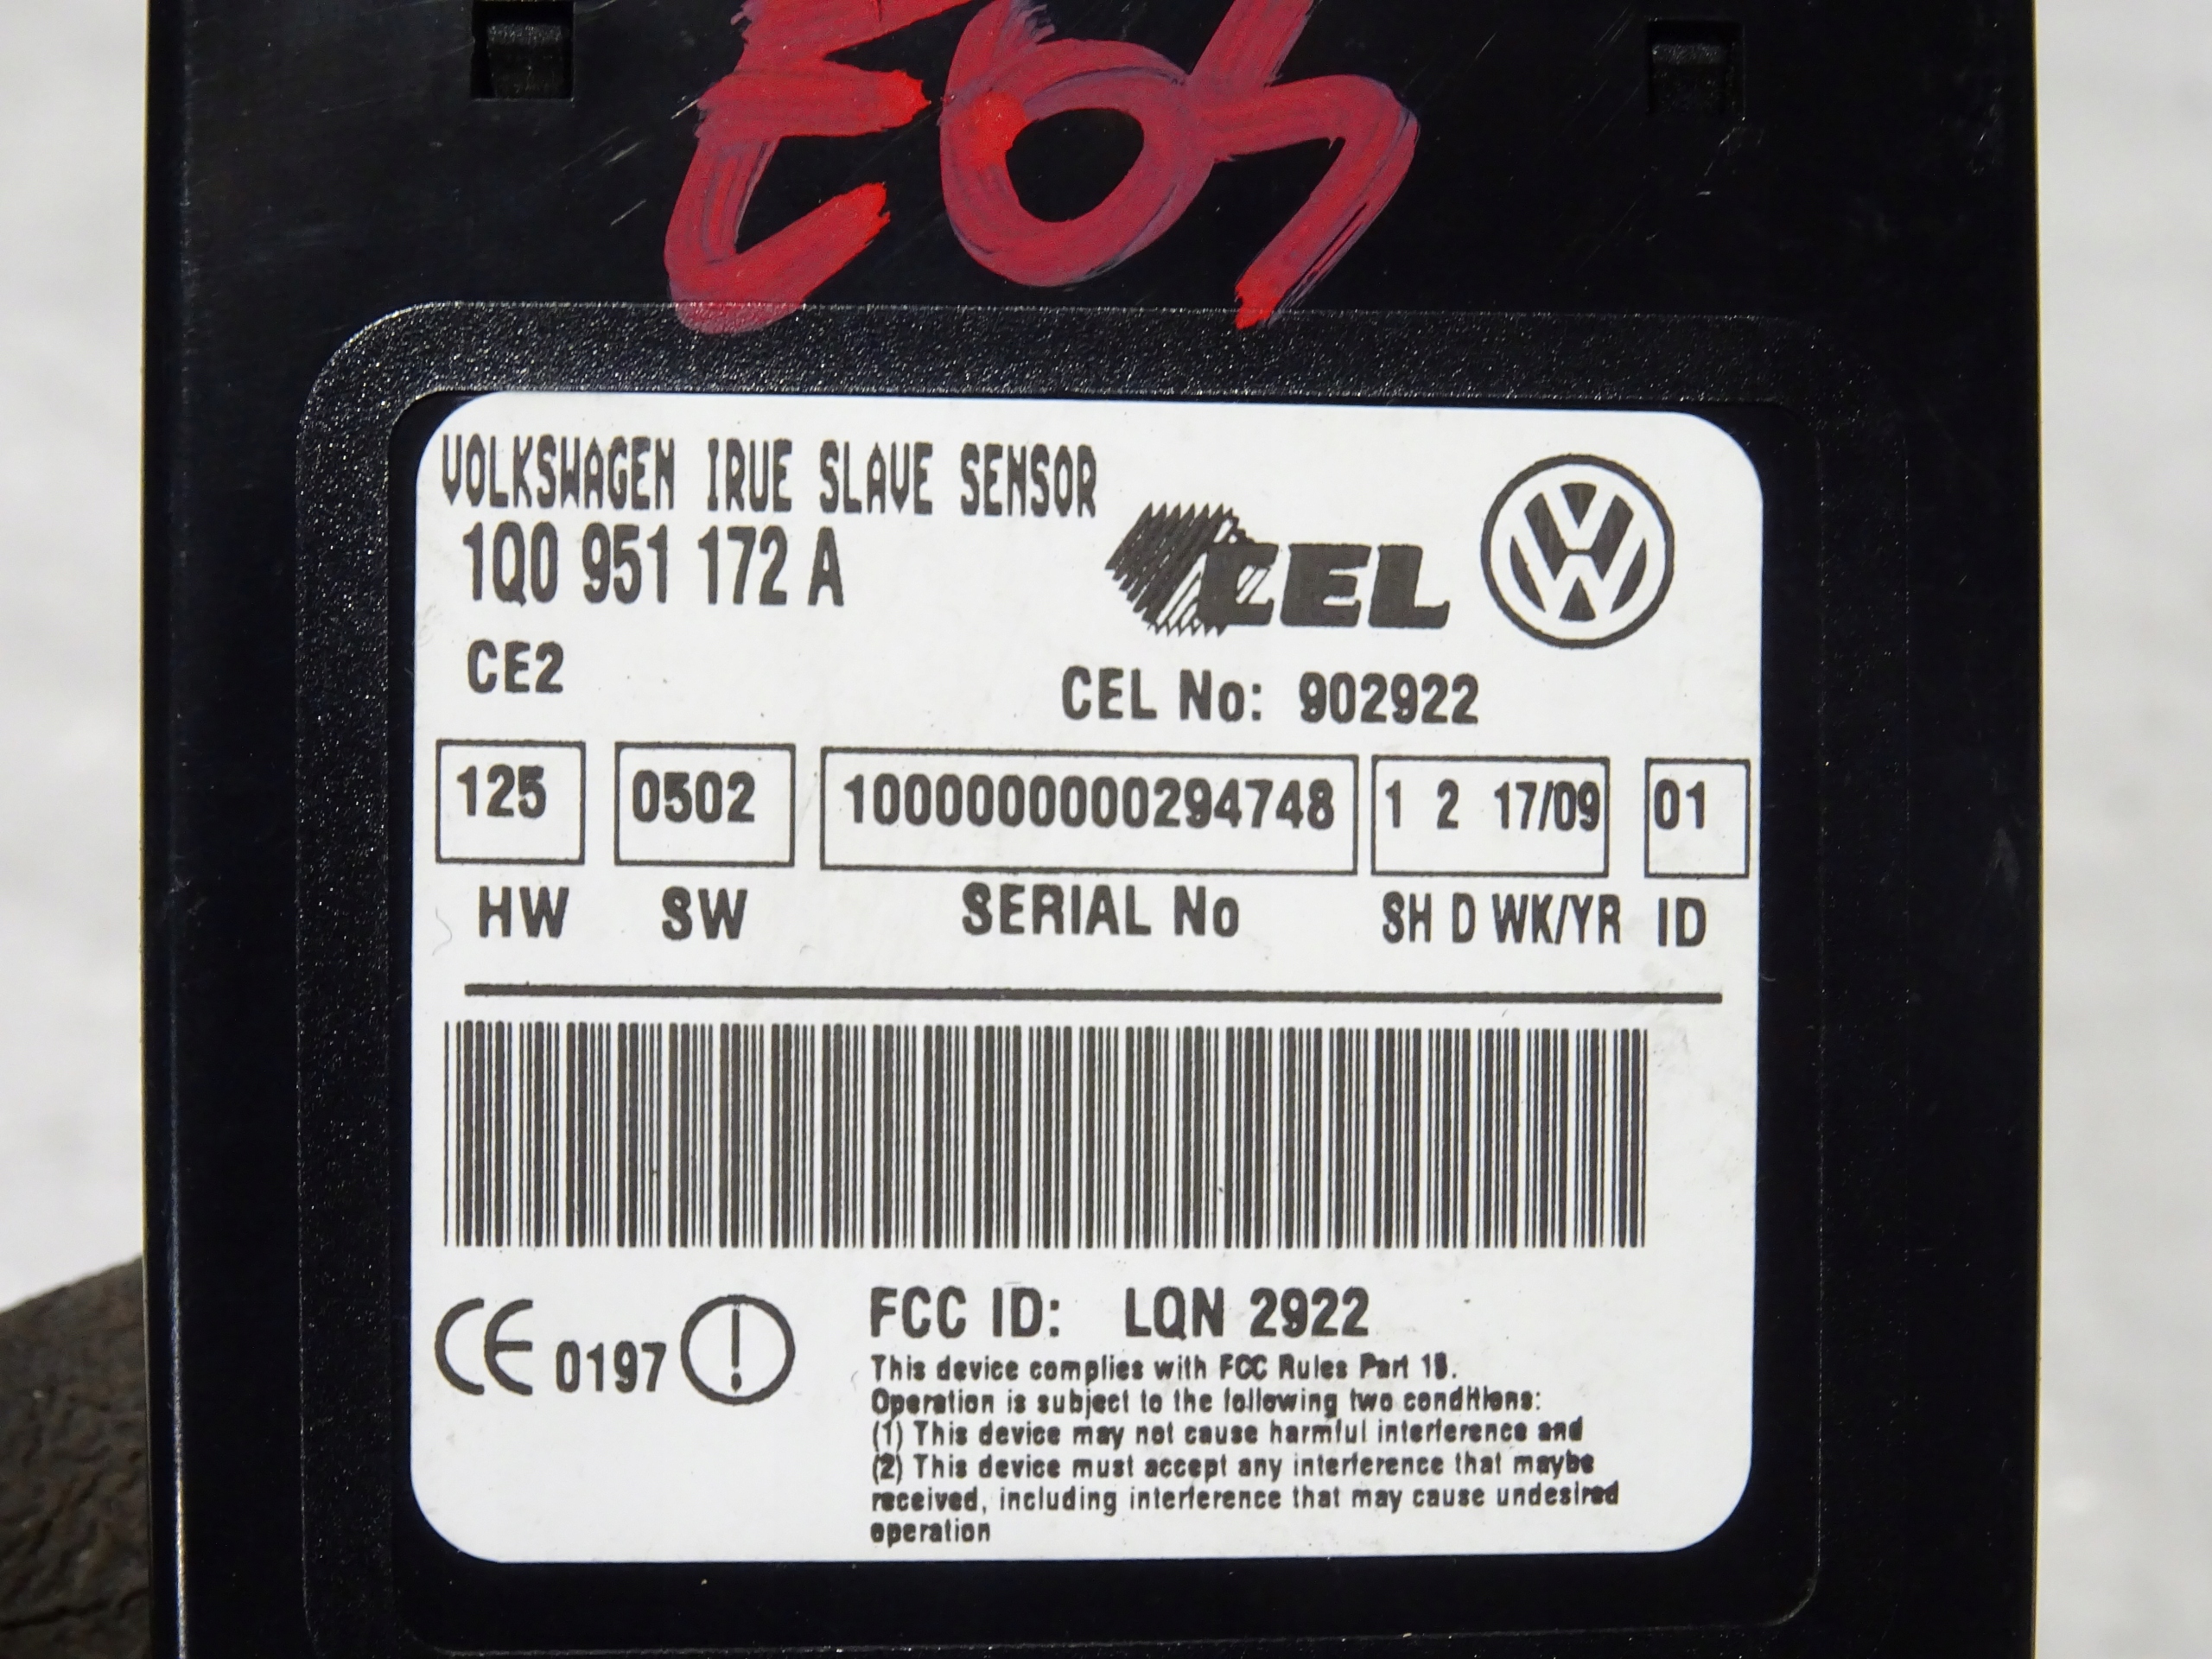 VOLKSWAGEN IRUE SLAVE SENSOR
1Q0 951 172 A
CEL
CE2
CEL No: 902922
125 0502 1000000000294748 1 2 17/09 01
HW SW SERIAL No SH D WK/YR ID
CE 0197 !
FCC ID: LQN 2922
This device complies with FCC Rules Part 18.
Operation is subject to the following two conditions:
(1) This device may not cause harmful interference and
(2) This device must accept any interference that maybe
received, including interference that may cause undesired
operation